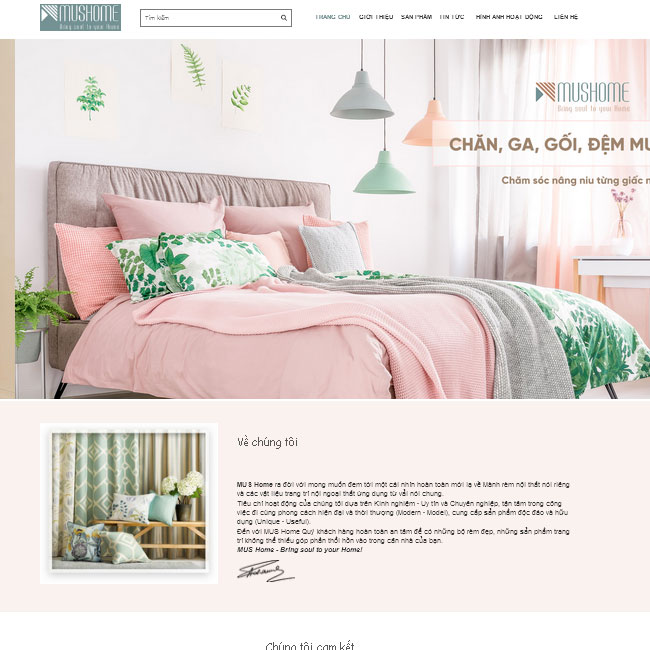 MUSHOME
Bring soul to your Home
Tìm kiếm
TRANG CHỦ GIỚI THIỆU SẢN PHẨM TIN TỨC HÌNH ẢNH HOẠT ĐỘNG LIÊN HỆ
MUSHOME
Bring soul to your Home
CHĂN, GA, GỐI, ĐỆM MU
Chăm sóc nâng niu từng giấc n
Về chúng tôi
MUS Home ra đời với mong muốn đem tới một cái nhìn hoàn toàn mới lạ về Mành rèm nội thất nói riêng
và các vật liệu trang trí nội ngoại thất ứng dụng từ vải nói chung.
Tiêu chí hoạt động của chúng tôi dựa trên Kinh nghiệm - Uy tín và Chuyên nghiệp, tận tâm trong công
việc đi cùng phong cách hiện đại và thời thượng (Modern - Model), cung cấp sản phẩm độc đáo và hữu
dụng (Unique - Useful).
Đến với MUS Home Quý khách hàng hoàn toàn an tâm để có những bộ rèm đẹp, những sản phẩm trang
trí không thể thiếu góp phần thổi hồn vào trong căn nhà của bạn.
MUS Home - Bring soul to your Home!
Chúng tôi cam kết